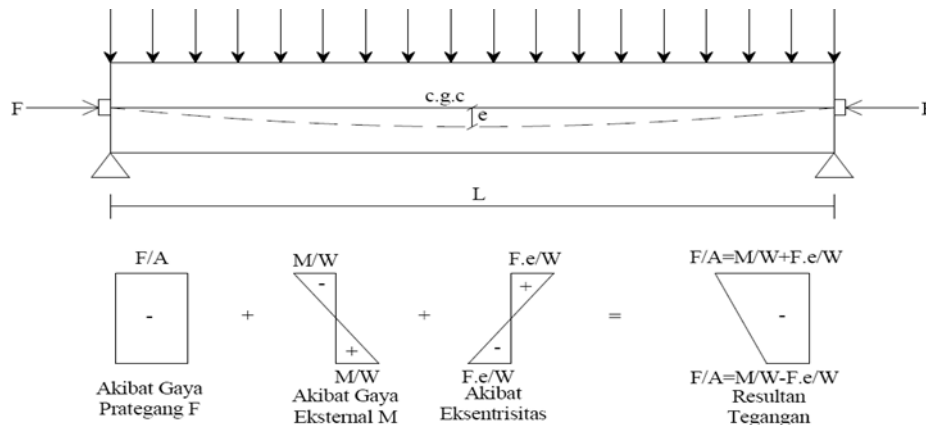 c.g.c
F
e
F
L
F/A
M/W
F.e/W
F/A=M/W+F.e/W
-
+
-
+
+
=
-
+
-
M/W
F.e/W
F/A=M/W-F.e/W
Akibat Gaya
Prategang F
Akibat Gaya
Eksternal M
Akibat
Eksentrisitas
Resultan
Tegangan